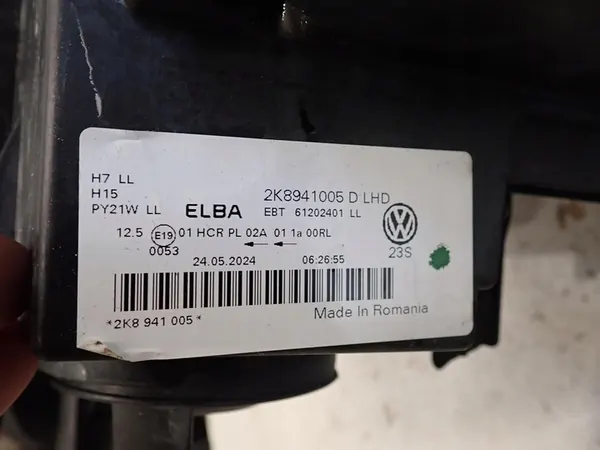 H7 LL
H15
PY21W LL
ELBA
2K8941005 D LHD
EBT 61202401 LL
12.5 E19 01 HCR PL 02A 01 1a 00RL
0053
24.05.2024 06:26:55
23S
*2K8 941 005*
Made In Romania